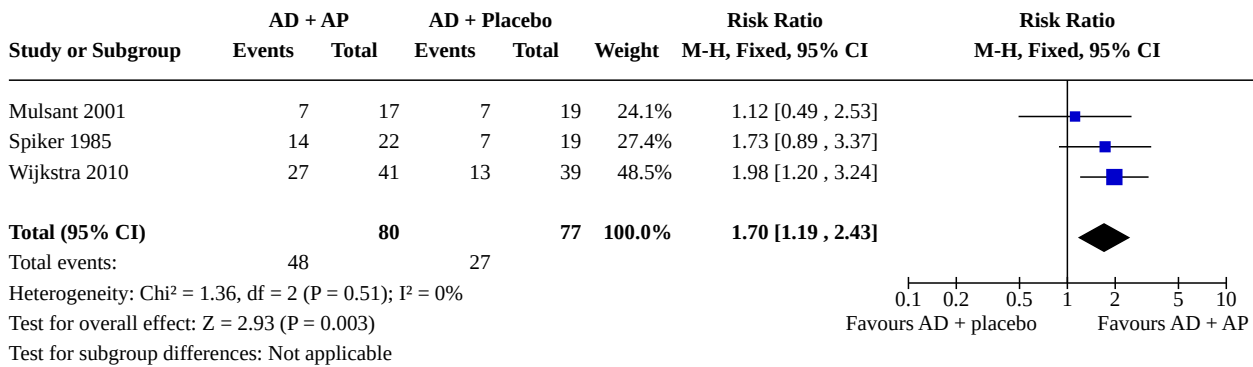 AD + AP AD + Placebo Risk Ratio Risk Ratio
Study or Subgroup Events Total Events Total Weight M-H, Fixed, 95% CI M-H, Fixed, 95% CI
Mulsant 2001 7 17 7 19 24.1% 1.12 [0.49 , 2.53]
Spiker 1985 14 22 7 19 27.4% 1.73 [0.89 , 3.37]
Wijkstra 2010 27 41 13 39 48.5% 1.98 [1.20 , 3.24]
Total (95% CI) 80 77 100.0% 1.70 [1.19 , 2.43]
Total events: 48 27
Heterogeneity: Chi² = 1.36, df = 2 (P = 0.51); I² = 0%
0.1 0.2 0.5 1 2 5 10
Test for overall effect: Z = 2.93 (P = 0.003) Favours AD + placebo Favours AD + AP
Test for subgroup differences: Not applicable